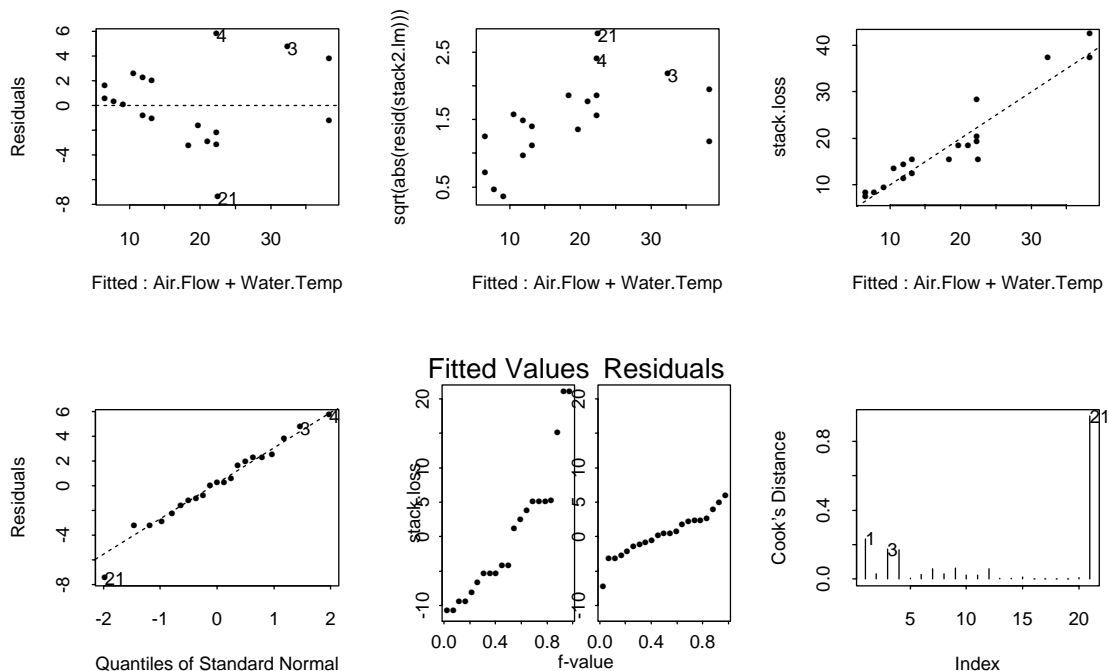 Residuals
6
4
2
0
-4
-8
4
3
21
10 20 30
Fitted : Air.Flow + Water.Temp
sqrt(abs(resid(stack2.lm)))
2.5
1.5
0.5
21
4
3
10 20 30
Fitted : Air.Flow + Water.Temp
stack.loss
40
30
20
10
10 20 30
Fitted : Air.Flow + Water.Temp
Residuals
6
4
2
0
-4
-8
4
3
21
-2 -1 0 1 2
Quantiles of Standard Normal
Fitted Values Residuals
stack.loss
20
10
5
0
-10
20
10
5
0
-10
0.0 0.4 0.8 0.0 0.4 0.8
f-value
Cook's Distance
0.8
0.4
0.0
1
3
21
5 10 15 20
Index